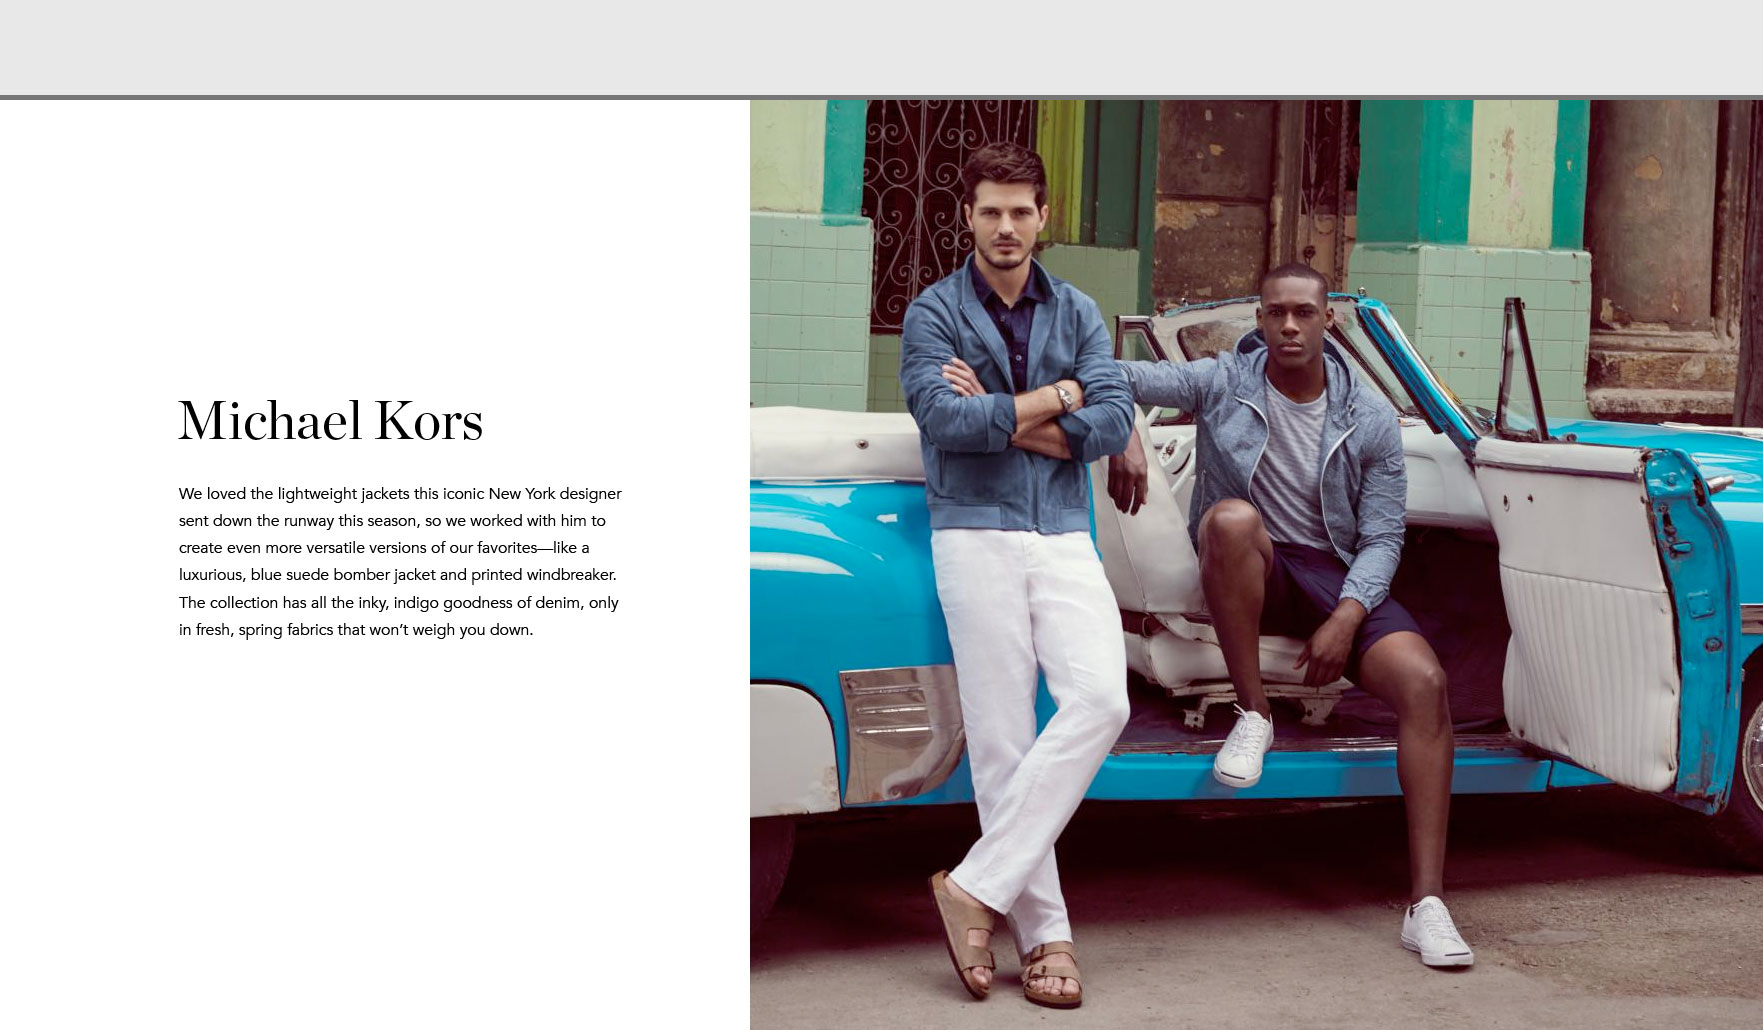 Michael Kors
We loved the lightweight jackets this iconic New York designer
sent down the runway this season, so we worked with him to
create even more versatile versions of our favorites—like a
luxurious, blue suede bomber jacket and printed windbreaker.
The collection has all the inky, indigo goodness of denim, only
in fresh, spring fabrics that won’t weigh you down.